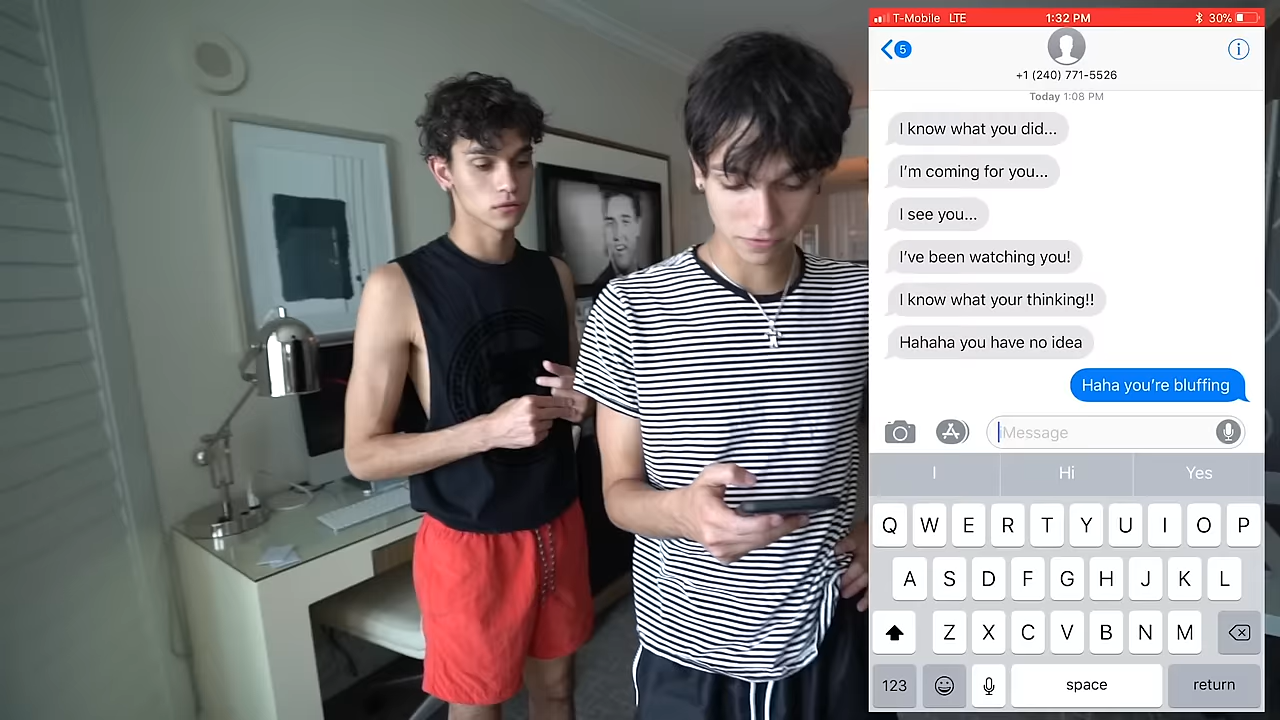 T-Mobile LTE 1:32 PM 30%
5
+1 (240) 771-5526
Today 1:08 PM
I know what you did...
I'm coming for you...
I see you...
I've been watching you!
I know what your thinking!!
Hahaha you have no idea
Haha you're bluffing
iMessage
I Hi Yes
Q W E R T Y U I O P
A S D F G H J K L
Z X C V B N M
123 space return